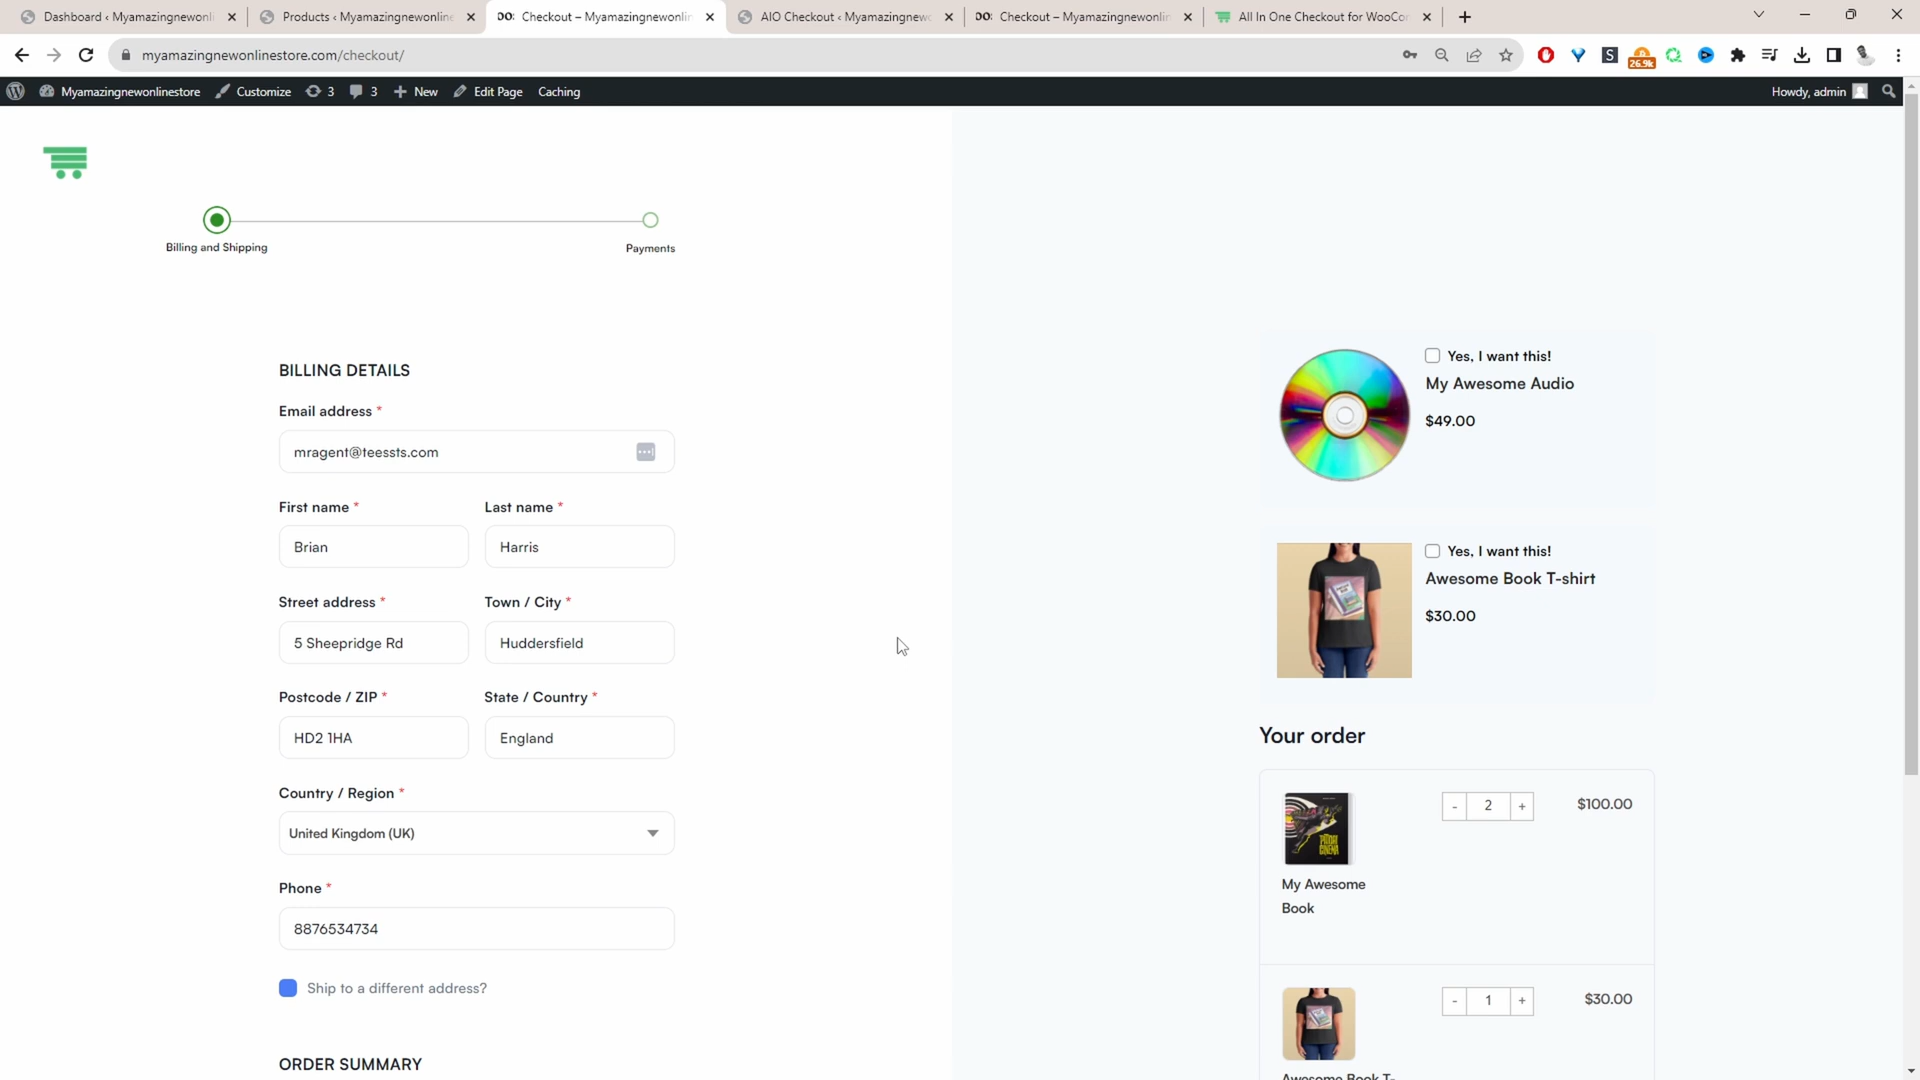 Dashboard ‹ Myamazingnewonli
Products ‹ Myamazingnewonline
Checkout – Myamazingnewonlin
AIO Checkout ‹ Myamazingnew
Checkout – Myamazingnewonlin
All In One Checkout for WooCo
myamazingnewonlinestore.com/checkout/
S
26.9k
Myamazingnewonlinestore
Customize
3
3
New
Edit Page
Caching
Howdy, admin
Billing and Shipping
Payments
BILLING DETAILS
Email address *
mragent@teessts.com
First name *
Last name *
Brian
Harris
Street address *
Town / City *
5 Sheepridge Rd
Huddersfield
Postcode / ZIP *
State / Country *
HD2 1HA
England
Country / Region *
United Kingdom (UK)
Phone *
8876534734
Ship to a different address?
ORDER SUMMARY
Yes, I want this!
My Awesome Audio
$49.00
Yes, I want this!
Awesome Book T-shirt
$30.00
Your order
- 2 +
$100.00
My Awesome
Book
- 1 +
$30.00
Awesome Book T-